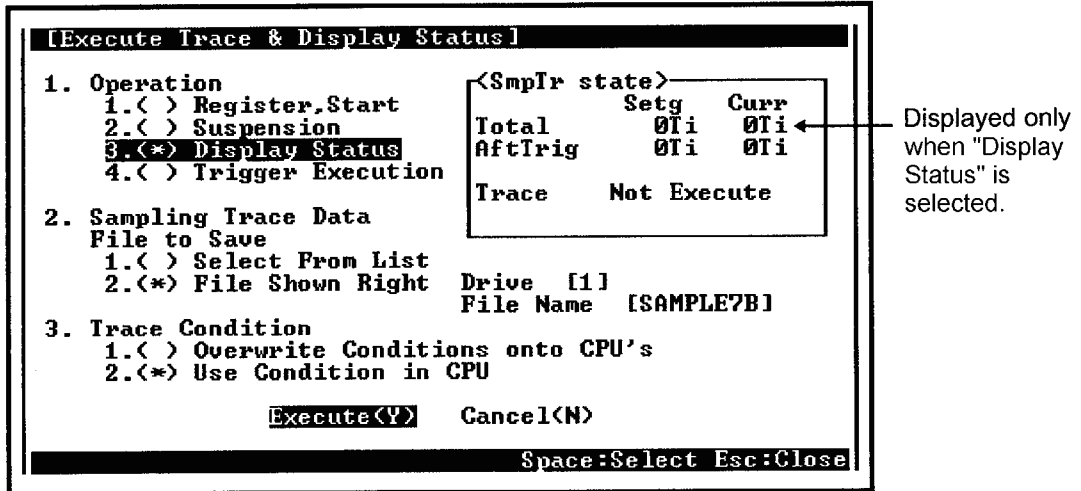 [Execute Trace & Display Status]
1. Operation
1.( ) Register,Start
2.( ) Suspension
3.(*) Display Status
4.( ) Trigger Execution
<SmpTr state>
Setg Curr
Total 0Ti 0Ti
AftTrig 0Ti 0Ti
Trace Not Execute
Displayed only
when "Display
Status" is
selected.
2. Sampling Trace Data
File to Save
1.( ) Select From List
2.(*) File Shown Right Drive [1]
File Name [SAMPLE7B]
3. Trace Condition
1.( ) Overwrite Conditions onto CPU's
2.(*) Use Condition in CPU
Execute(Y) Cancel(N)
Space:Select Esc:Close